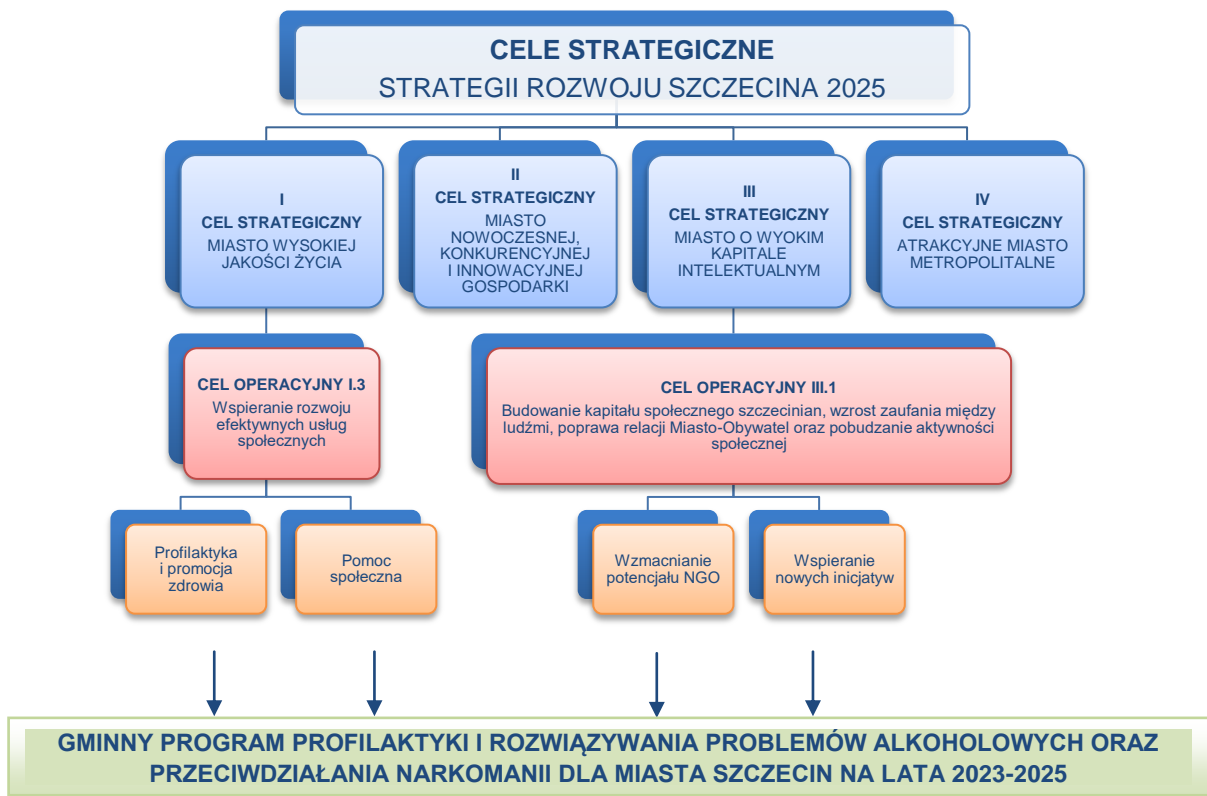 CELE STRATEGICZNE
STRATEGII ROZWOJU SZCZECINA 2025
I
CEL STRATEGICZNY
MIASTO WYSOKIEJ
JAKOŚCI ŻYCIA
II
CEL STRATEGICZNY
MIASTO
NOWOCZESNEJ,
KONKURENCYJNEJ
I INNOWACYJNEJ
GOSPODARKI
III
CEL STRATEGICZNY
MIASTO O WYOKIM
KAPITALE
INTELEKTUALNYM
IV
CEL STRATEGICZNY
ATRAKCYJNE MIASTO
METROPOLITALNE
CEL OPERACYJNY I.3
Wspieranie rozwoju
efektywnych usług
społecznych
CEL OPERACYJNY III.1
Budowanie kapitału społecznego szczecinian, wzrost zaufania między
ludźmi, poprawa relacji Miasto-Obywatel oraz pobudzanie aktywności
społecznej
Profilaktyka
i promocja
zdrowia
Pomoc
społeczna
Wzmacnianie
potencjału NGO
Wspieranie
nowych inicjatyw
GMINNY PROGRAM PROFILAKTYKI I ROZWIĄZYWANIA PROBLEMÓW ALKOHOLOWYCH ORAZ
PRZECIWDZIAŁANIA NARKOMANII DLA MIASTA SZCZECIN NA LATA 2023-2025